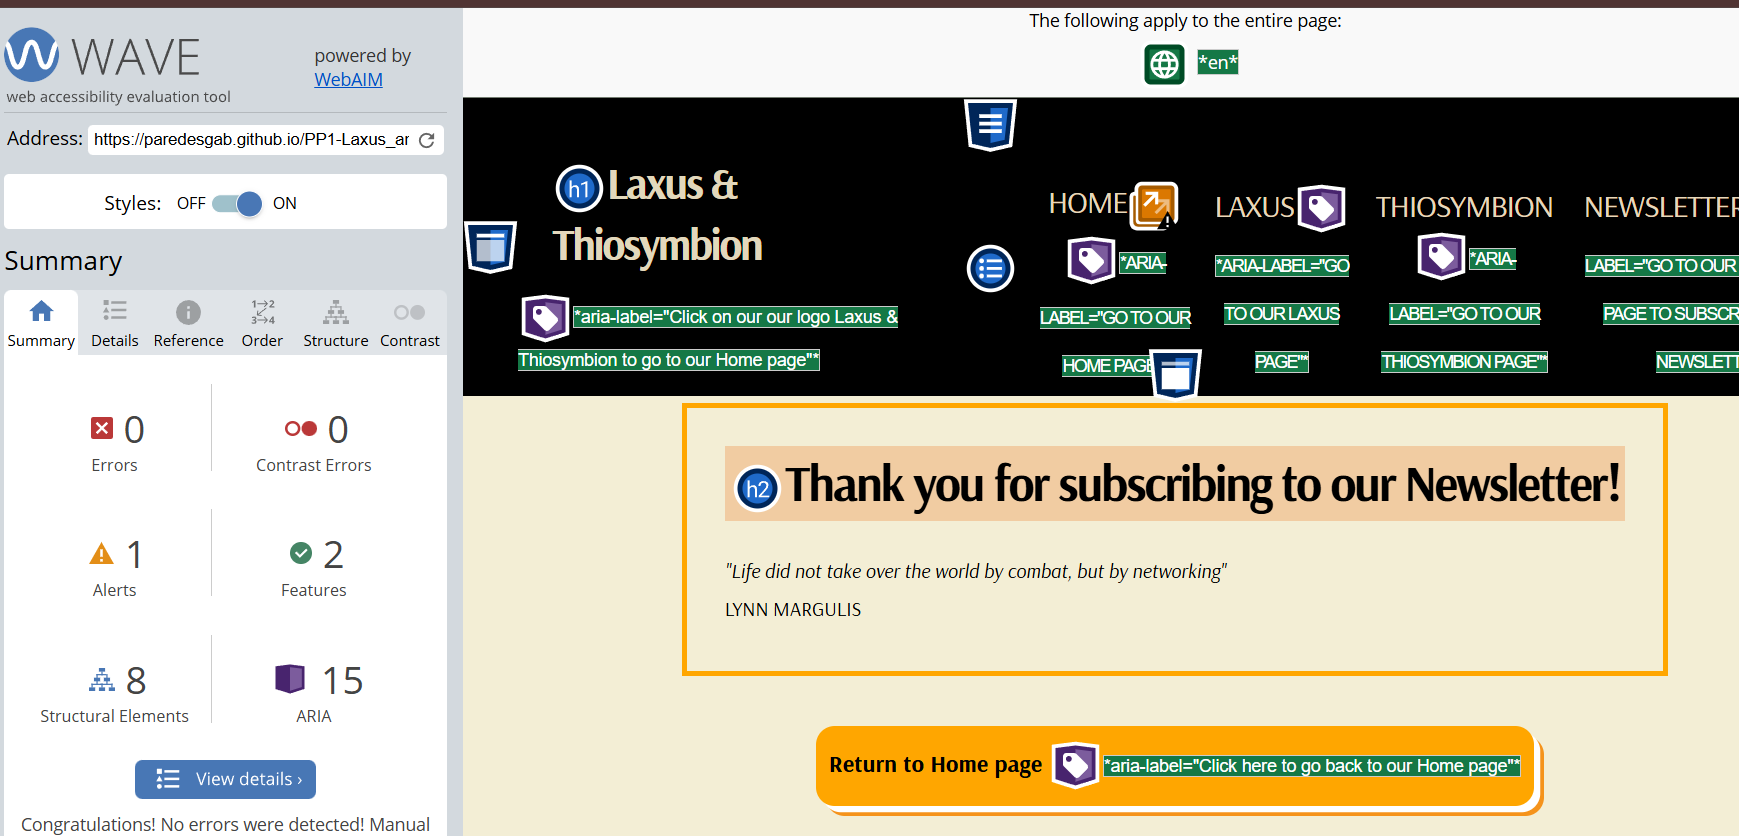 WAVE
powered by
WebAIM
web accessibility evaluation tool
Address: https://paredesgab.github.io/PP1-Laxus_ar
Styles: OFF ON
Summary
1→2
3→4
Summary Details Reference Order Structure Contrast
0 0
Errors Contrast Errors
1 2
Alerts Features
8 15
Structural Elements ARIA
View details ›
Congratulations! No errors were detected! Manual
The following apply to the entire page:
*en*
h1 Laxus &
Thiosymbion
*aria-label="Click on our our logo Laxus &
Thiosymbion to go to our Home page"*
HOME LAXUS THIOSYMBION NEWSLETTER
*ARIA-
LABEL="GO TO OUR
HOME PAGE
*ARIA-LABEL="GO
TO OUR LAXUS
PAGE"*
*ARIA-
LABEL="GO TO OUR
THIOSYMBION PAGE"*
LABEL="GO TO OUR
PAGE TO SUBSCR
NEWSLETT
h2 Thank you for subscribing to our Newsletter!
"Life did not take over the world by combat, but by networking"
LYNN MARGULIS
Return to Home page *aria-label="Click here to go back to our Home page"*